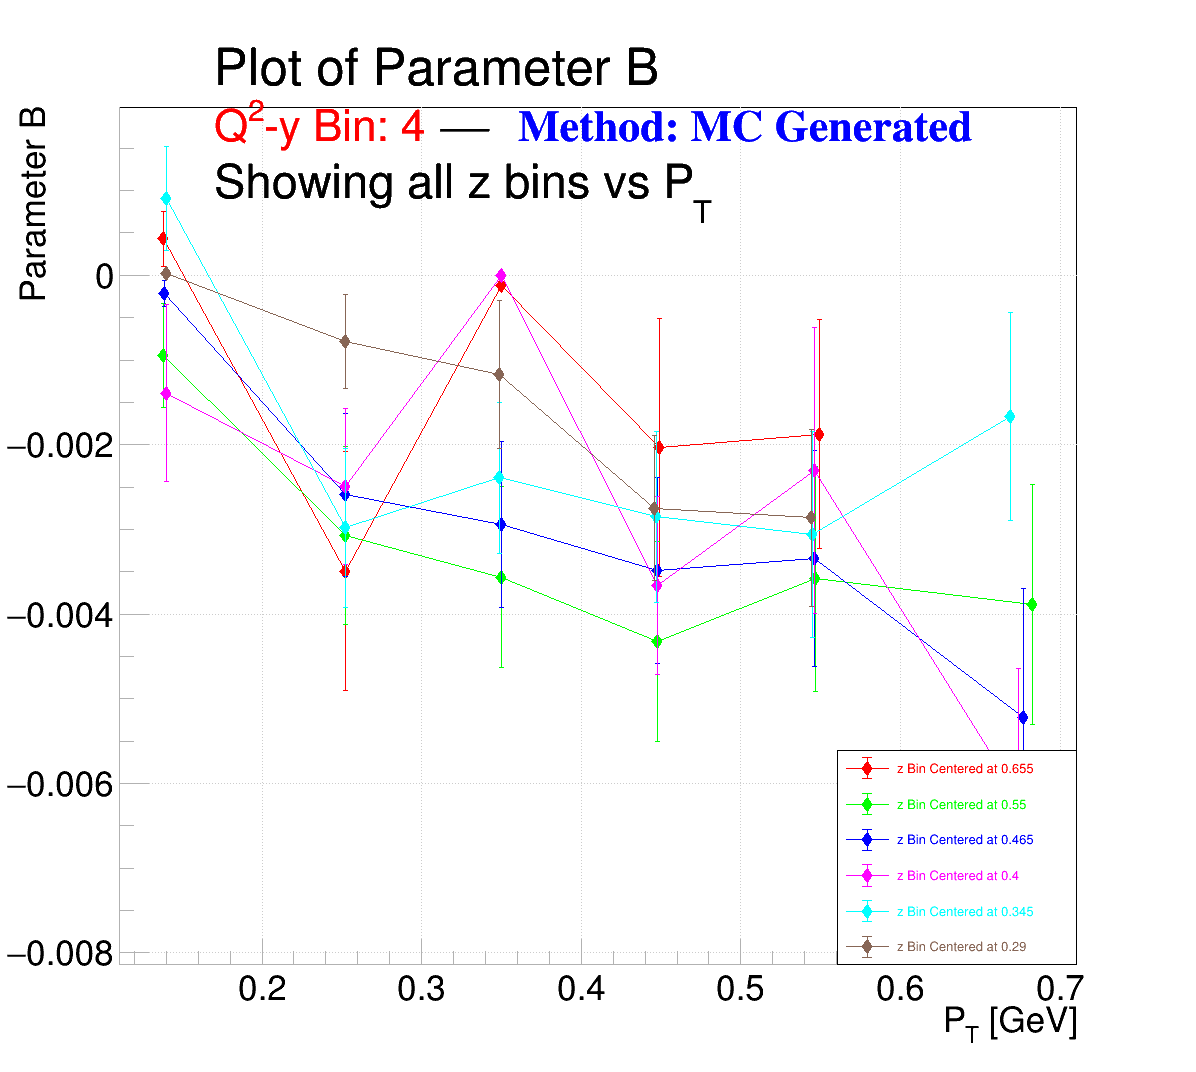 Plot of Parameter B
Q²-y Bin: 4 — Method: MC Generated
Showing all z bins vs P_T
Parameter B
0
−0.002
−0.004
−0.006
−0.008
z Bin Centered at 0.655
z Bin Centered at 0.55
z Bin Centered at 0.465
z Bin Centered at 0.4
z Bin Centered at 0.345
z Bin Centered at 0.29
0.2 0.3 0.4 0.5 0.6 0.7
P_T [GeV]